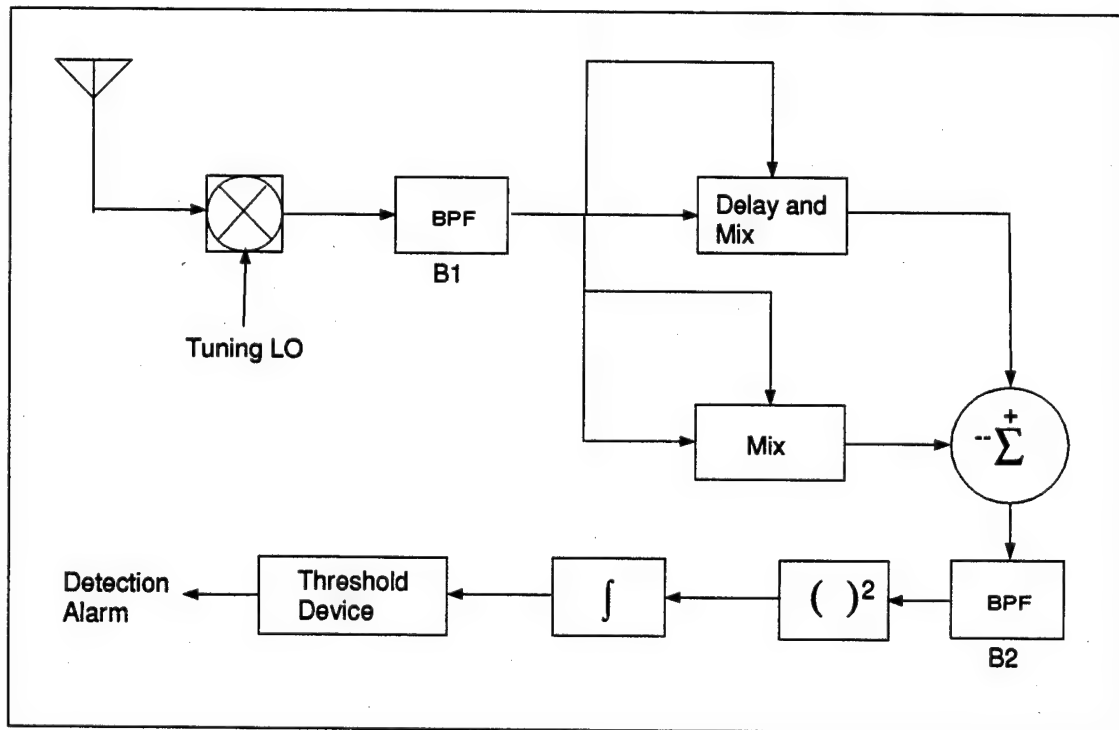 BPF
B1
Delay and
Mix
Tuning LO
Mix
+
-- Σ
Detection
Alarm
Threshold
Device
∫
( )²
BPF
B2